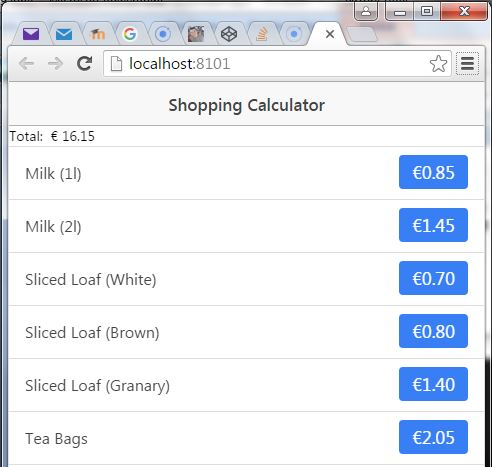 localhost:8101
Shopping Calculator
Total: € 16.15
Milk (1l) €0.85
Milk (2l) €1.45
Sliced Loaf (White) €0.70
Sliced Loaf (Brown) €0.80
Sliced Loaf (Granary) €1.40
Tea Bags €2.05